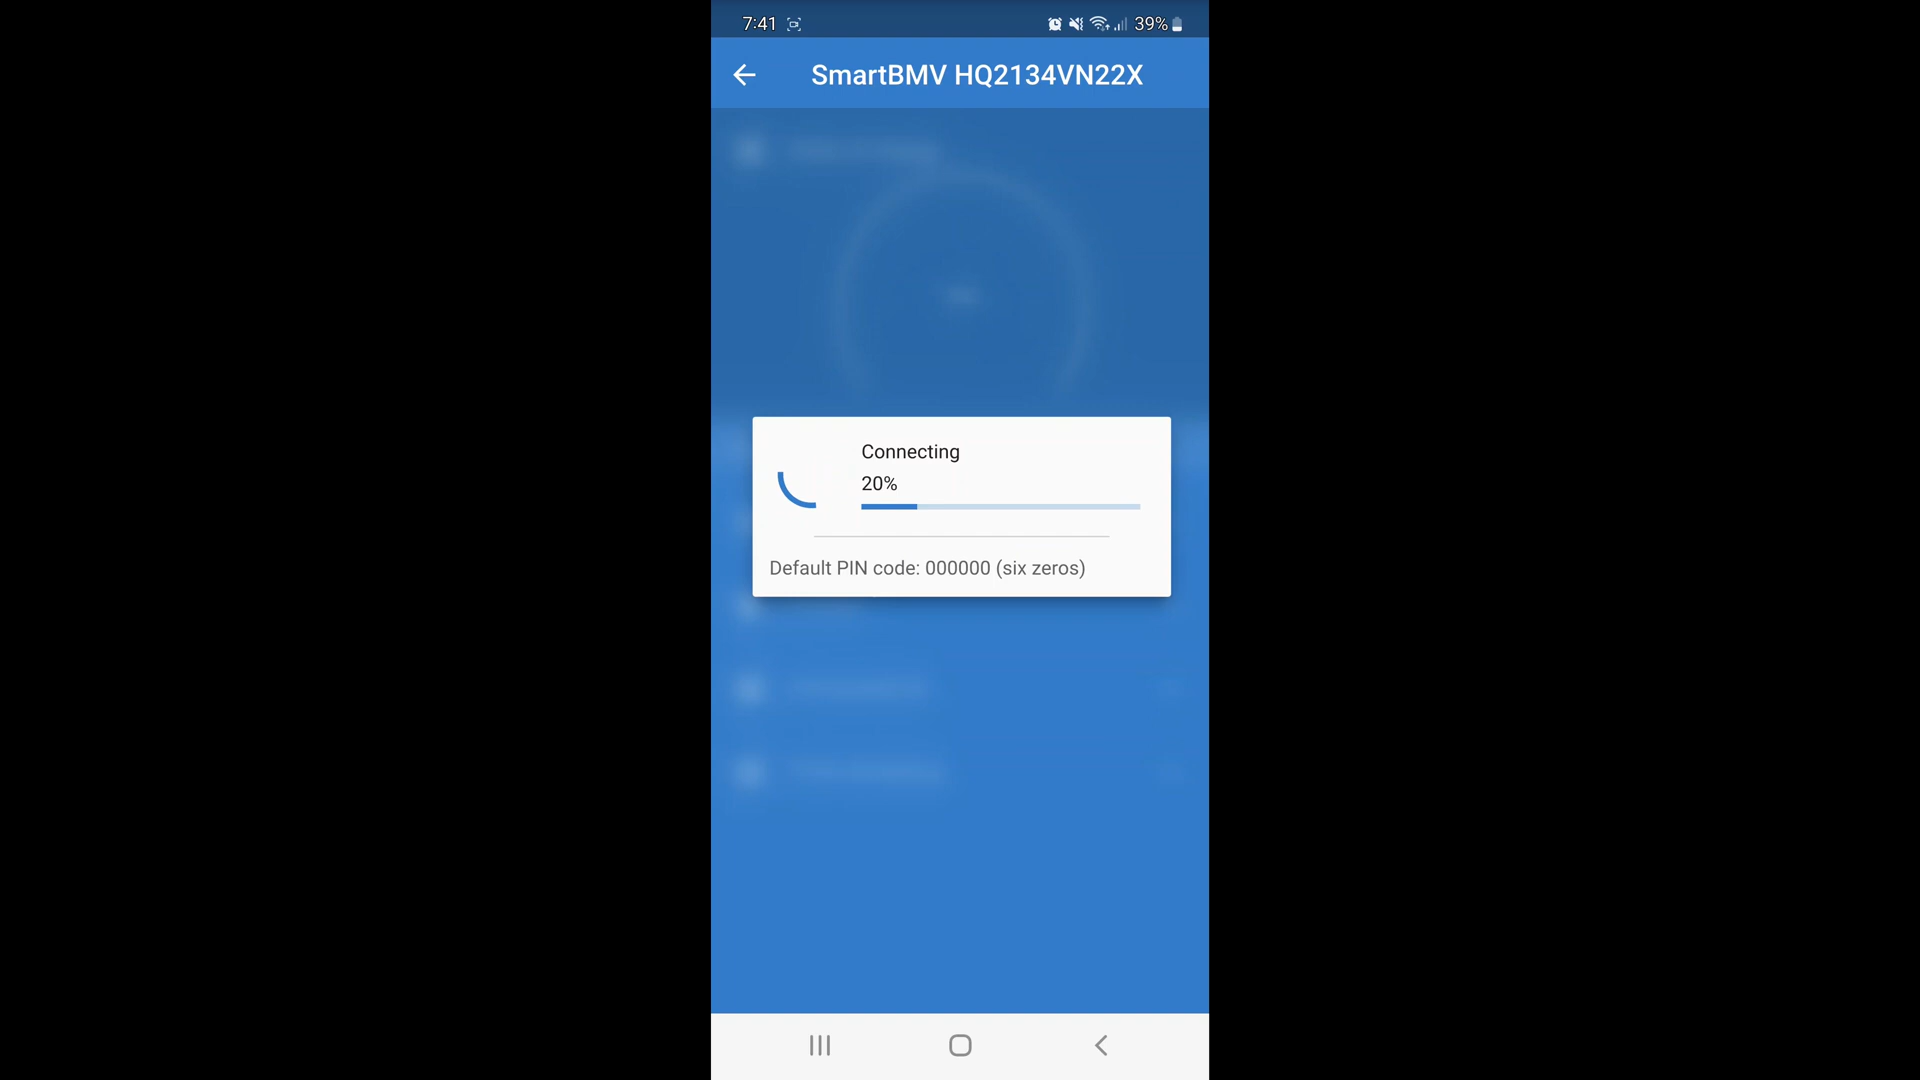 7:41 39%
SmartBMV HQ2134VN22X
Connecting
20%
Default PIN code: 000000 (six zeros)